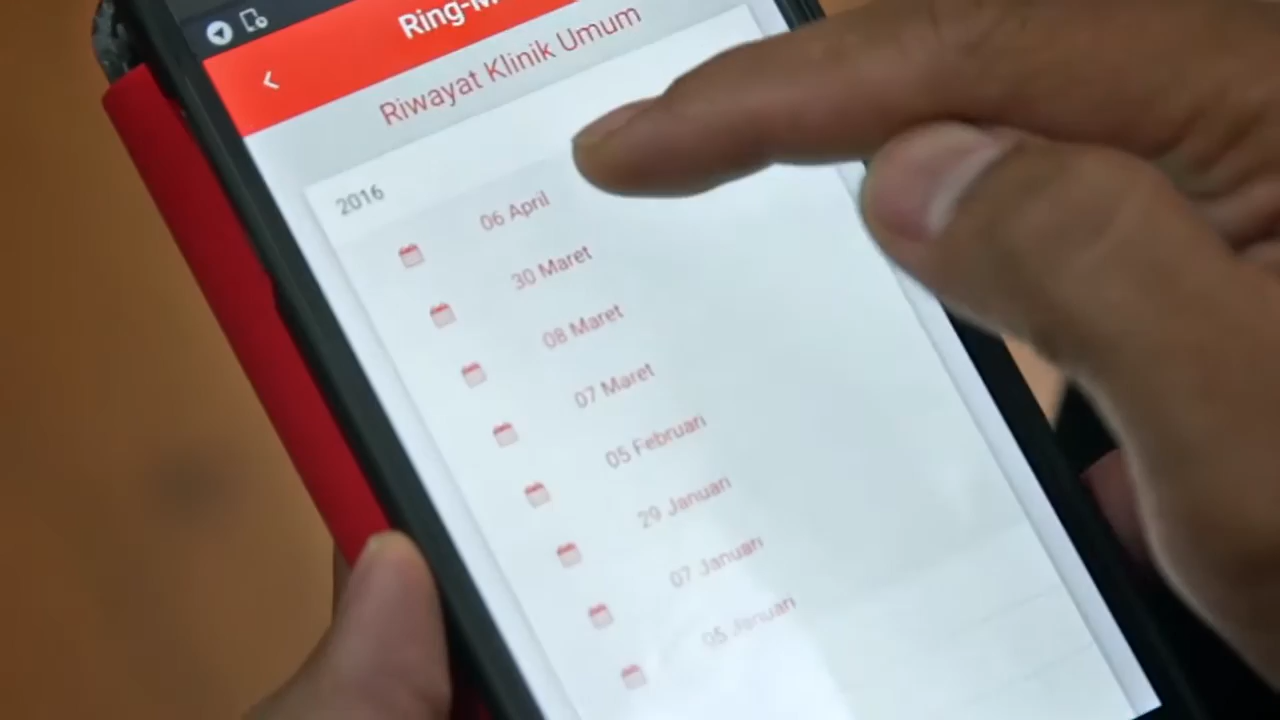 Ring-M
Riwayat Klinik Umum
2016
06 April
30 Maret
08 Maret
07 Maret
05 Februari
29 Januari
07 Januari
05 Januari